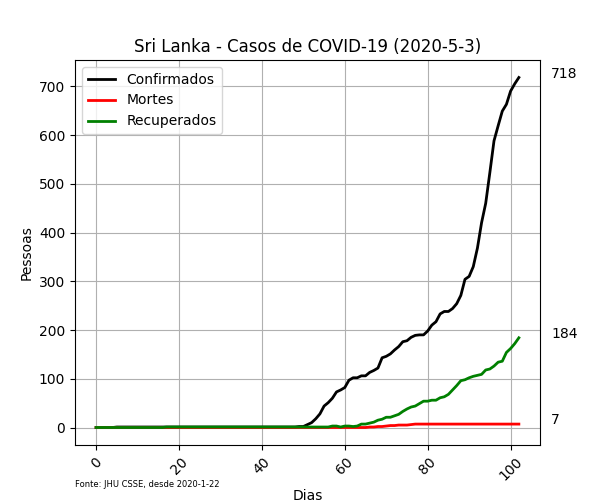 Sri Lanka - Casos de COVID-19 (2020-5-3)
Confirmados
Mortes
Recuperados
718
184
7
700
600
500
400
300
200
100
0
Pessoas
0
20
40
60
80
100
Fonte: JHU CSSE, desde 2020-1-22
Dias